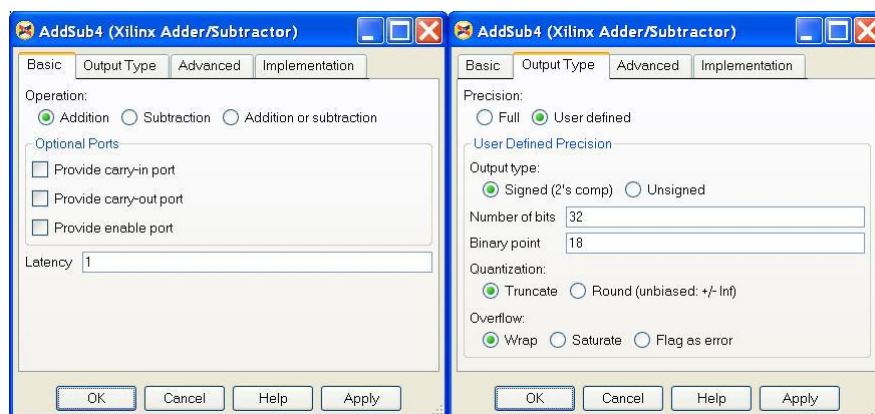 AddSub4 (Xilinx Adder/Subtractor)
Basic Output Type Advanced Implementation
Operation:
Addition Subtraction Addition or subtraction
Optional Ports
Provide carry-in port
Provide carry-out port
Provide enable port
Latency 1
OK Cancel Help Apply
AddSub4 (Xilinx Adder/Subtractor)
Basic Output Type Advanced Implementation
Precision:
Full User defined
User Defined Precision
Output type:
Signed (2's comp) Unsigned
Number of bits 32
Binary point 18
Quantization:
Truncate Round (unbiased: +/- Inf)
Overflow:
Wrap Saturate Flag as error
OK Cancel Help Apply